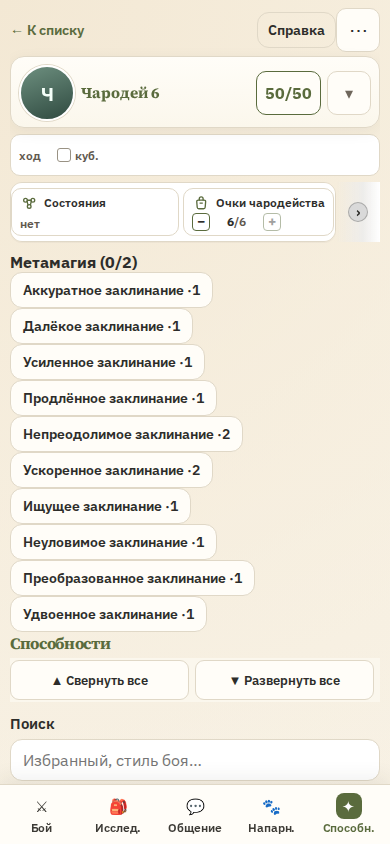 ← К списку
Справка
...
Ч
Чародей 6
50/50
▼
ход
куб.
Состояния
нет
Очки чародейства
− 6/6 +
›
Метамагия (0/2)
Аккуратное заклинание ·1
Далёкое заклинание ·1
Усиленное заклинание ·1
Продлённое заклинание ·1
Непреодолимое заклинание ·2
Ускоренное заклинание ·2
Ищущее заклинание ·1
Неуловимое заклинание ·1
Преобразованное заклинание ·1
Удвоенное заклинание ·1
Способности
▲ Свернуть все
▼ Развернуть все
Поиск
Избранный, стиль боя...
Бой
Исслед.
Общение
Напарн.
Способн.